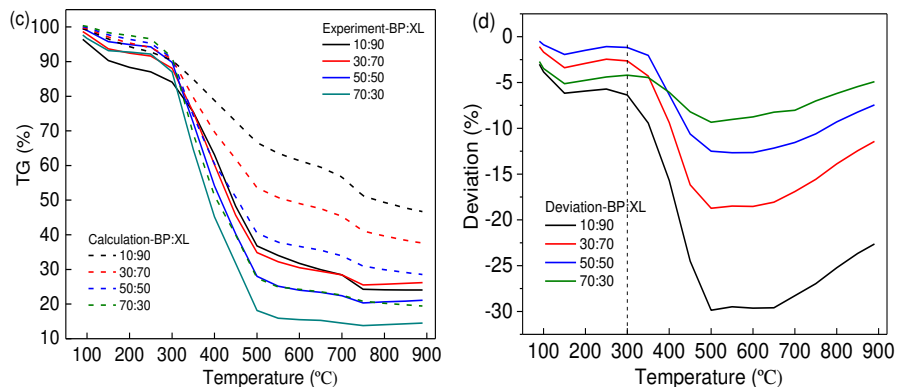 (c)
Experiment-BP:XL
10:90
30:70
50:50
70:30
Calculation-BP:XL
10:90
30:70
50:50
70:30
TG (%)
100
90
80
70
60
50
40
30
20
10
0 100 200 300 400 500 600 700 800 900
Temperature (℃)
(d)
Deviation-BP:XL
10:90
30:70
50:50
70:30
Deviation (%)
0
-5
-10
-15
-20
-25
-30
100 200 300 400 500 600 700 800 900
Temperature (℃)